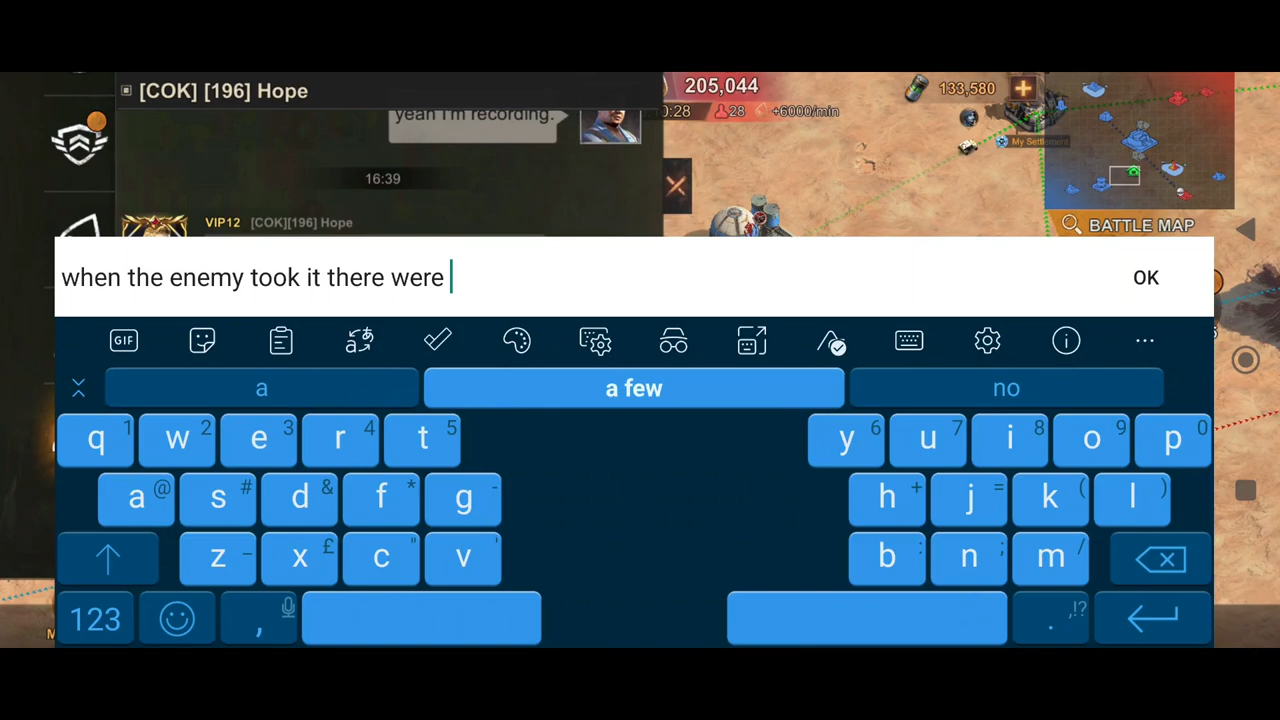 [COK] [196] Hope
yeah I'm recording.
16:39
VIP12 [COK][196] Hope
205,044
0:28 28 +6000/min
133,580
My Settlement
BATTLE MAP
when the enemy took it there were
OK
GIF
a a few no
q 1 w 2 e 3 r 4 t 5 y 6 u 7 i 8 o 9 p 0
a @ s # d & f * g - h + j = k ( l )
z _ x £ c " v ' b : n ; m /
123 , . ,!?